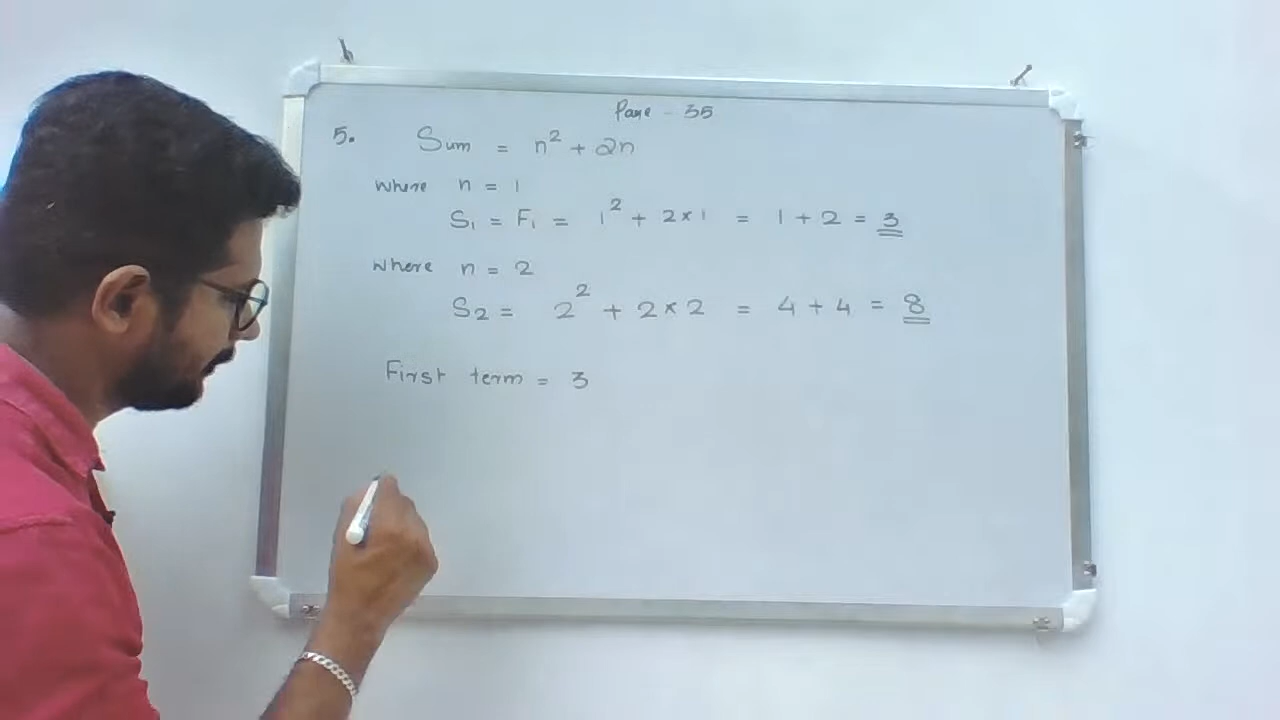 Page - 35
5. Sum = n² + 2n
where n = 1
S₁ = F₁ = 1² + 2×1 = 1 + 2 = 3
where n = 2
S₂ = 2² + 2×2 = 4 + 4 = 8
First term = 3